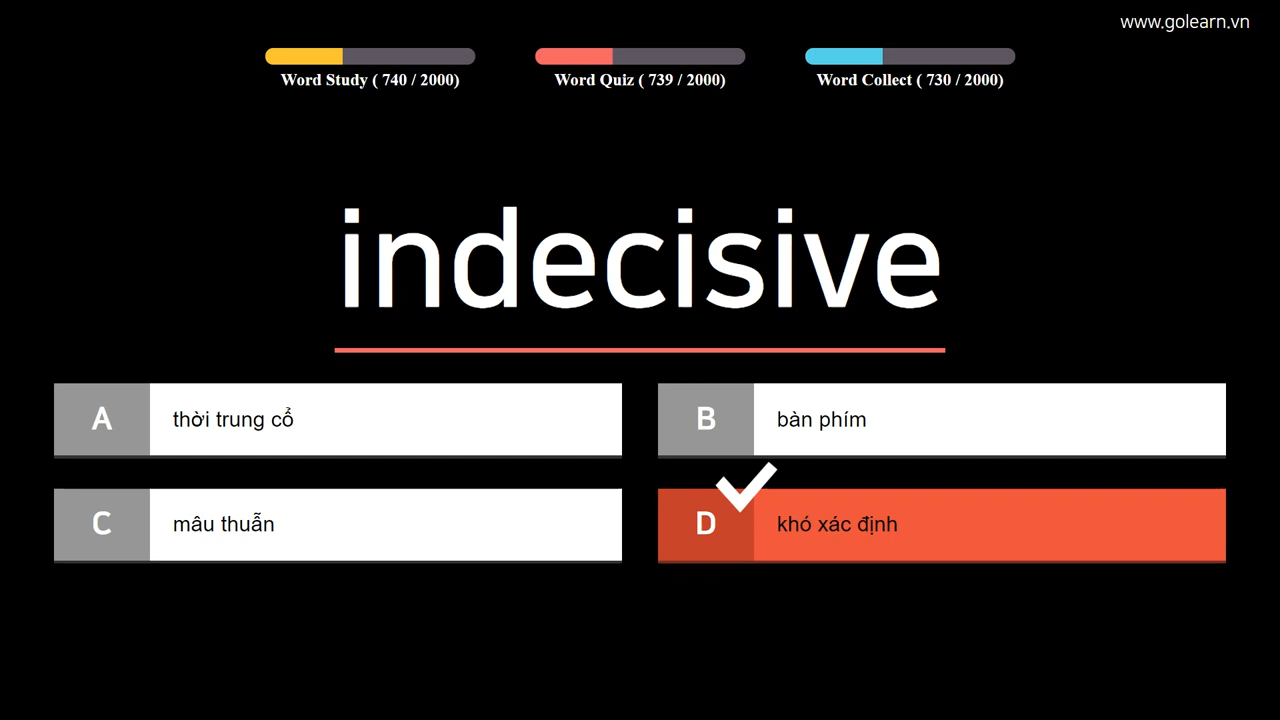 www.golearn.vn
Word Study ( 740 / 2000)
Word Quiz ( 739 / 2000)
Word Collect ( 730 / 2000)
indecisive
A thời trung cổ
B bàn phím
C mâu thuẫn
D khó xác định